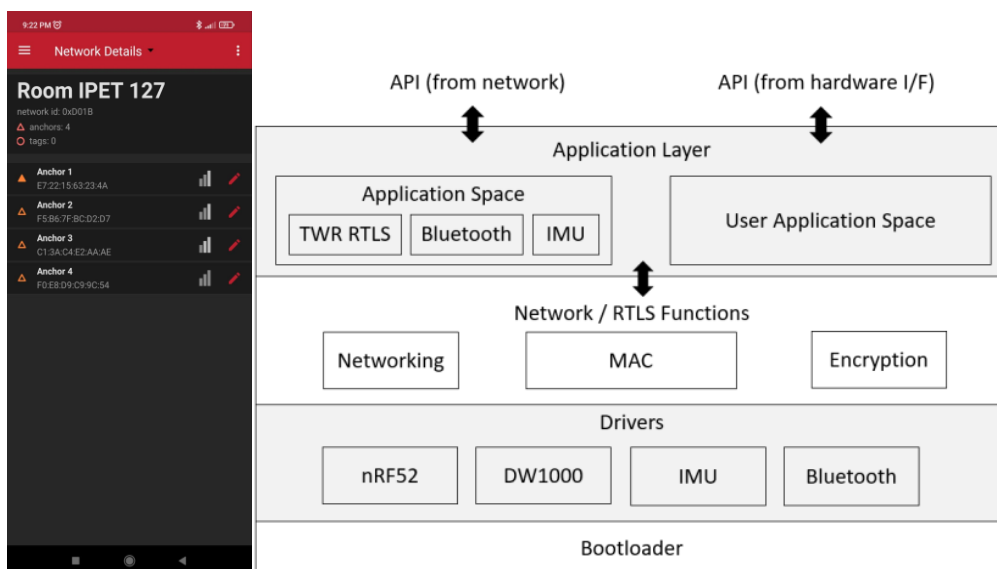 9:22 PM
Network Details
Room IPET 127
network id: 0xD01B
anchors: 4
tags: 0
Anchor 1
E7:22:15:63:23:4A
Anchor 2
F5:B6:7F:BC:D2:D7
Anchor 3
C1:3A:C4:E2:AA:AE
Anchor 4
F0:E8:D9:C9:9C:54
API (from network)
API (from hardware I/F)
Application Layer
Application Space
TWR RTLS
Bluetooth
IMU
User Application Space
Network / RTLS Functions
Networking
MAC
Encryption
Drivers
nRF52
DW1000
IMU
Bluetooth
Bootloader